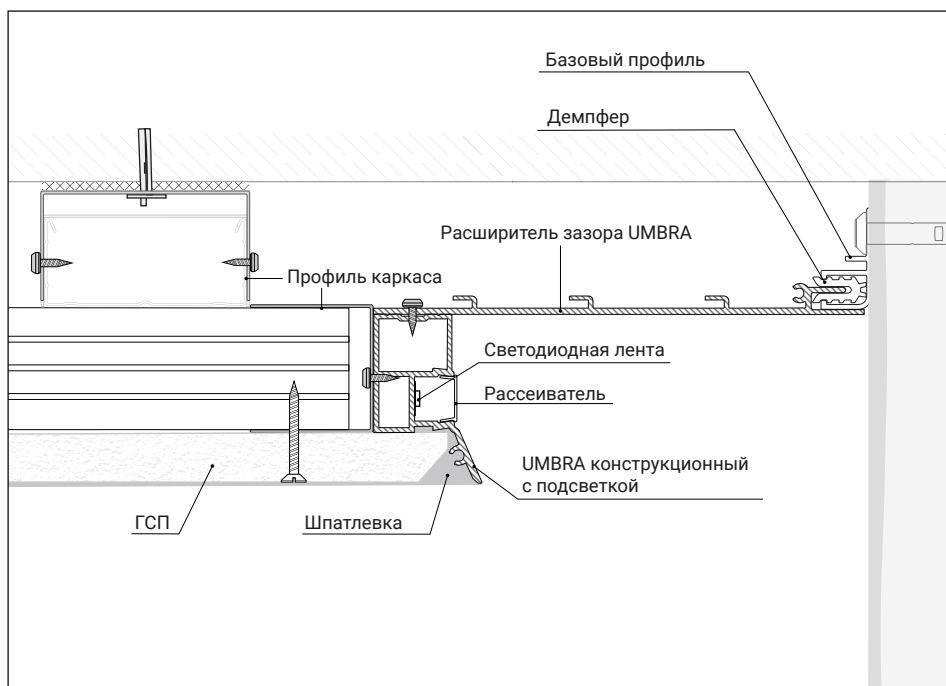 Базовый профиль
Демпфер
Расширитель зазора UMBRA
Профиль каркаса
Светодиодная лента
Рассеиватель
UMBRA конструкционный
с подсветкой
ГСП
Шпатлевка